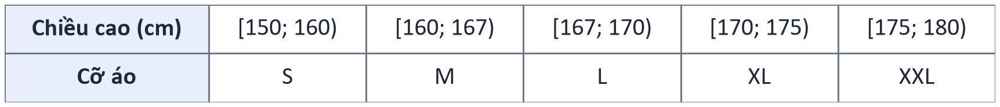 Chiều cao (cm) [150; 160) [160; 167) [167; 170) [170; 175) [175; 180)
Cỡ áo S M L XL XXL